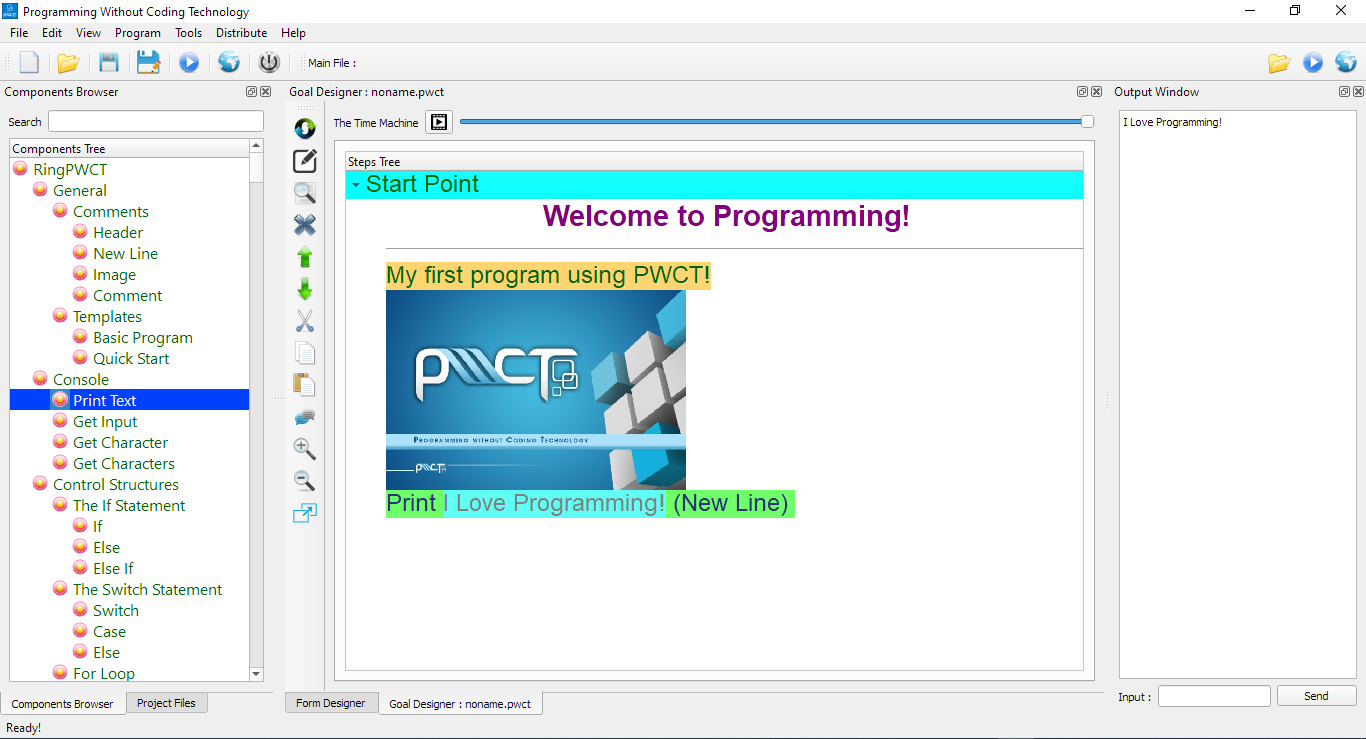 Programming Without Coding Technology
File Edit View Program Tools Distribute Help
Main File :
Components Browser
Search
Components Tree
RingPWCT
General
Comments
Header
New Line
Image
Comment
Templates
Basic Program
Quick Start
Console
Print Text
Get Input
Get Character
Get Characters
Control Structures
The If Statement
If
Else
Else If
The Switch Statement
Switch
Case
Else
For Loop
Components Browser Project Files
Goal Designer : noname.pwct
The Time Machine
Steps Tree
Start Point
Welcome to Programming!
My first program using PWCT!
PWCT
Programming without Coding Technology
PWCT
Print I Love Programming! (New Line)
Form Designer Goal Designer : noname.pwct
Output Window
I Love Programming!
Input : Send
Ready!